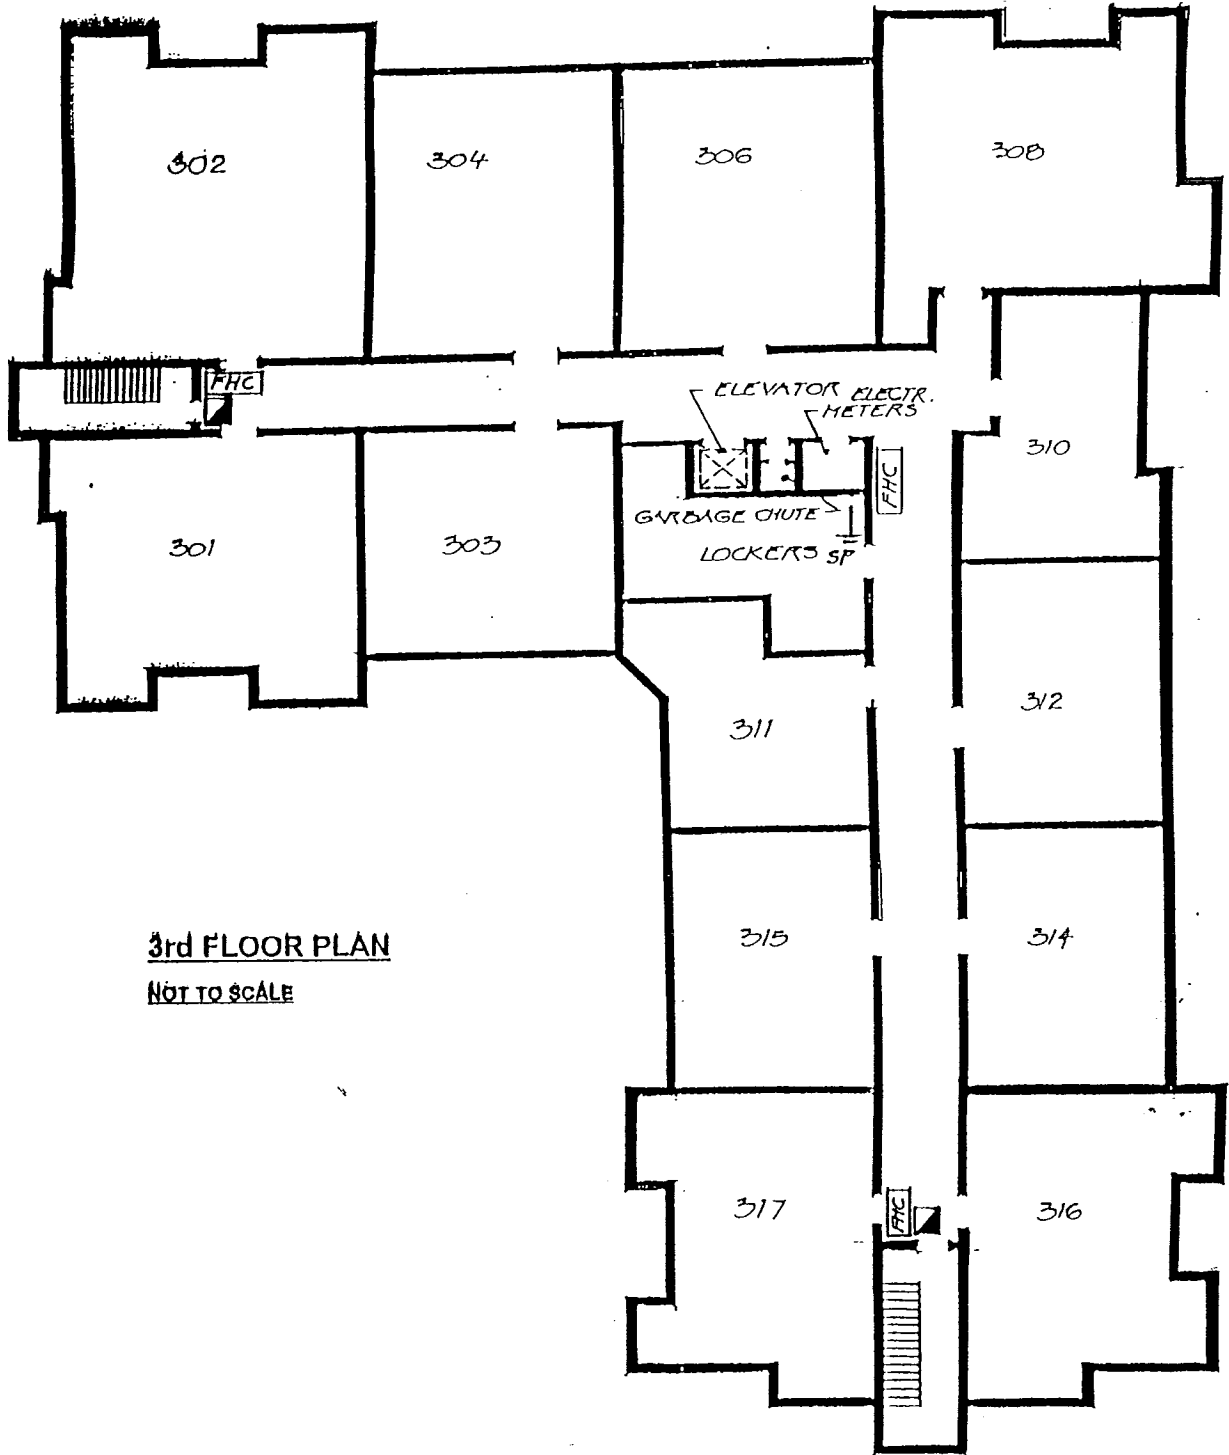 302
304
306
308
FHC
ELEVATOR
ELECTR.
METERS
310
FHC
301
303
GARBAGE CHUTE
LOCKERS
SP
312
311
3rd FLOOR PLAN
NOT TO SCALE
315
314
317
FHC
316